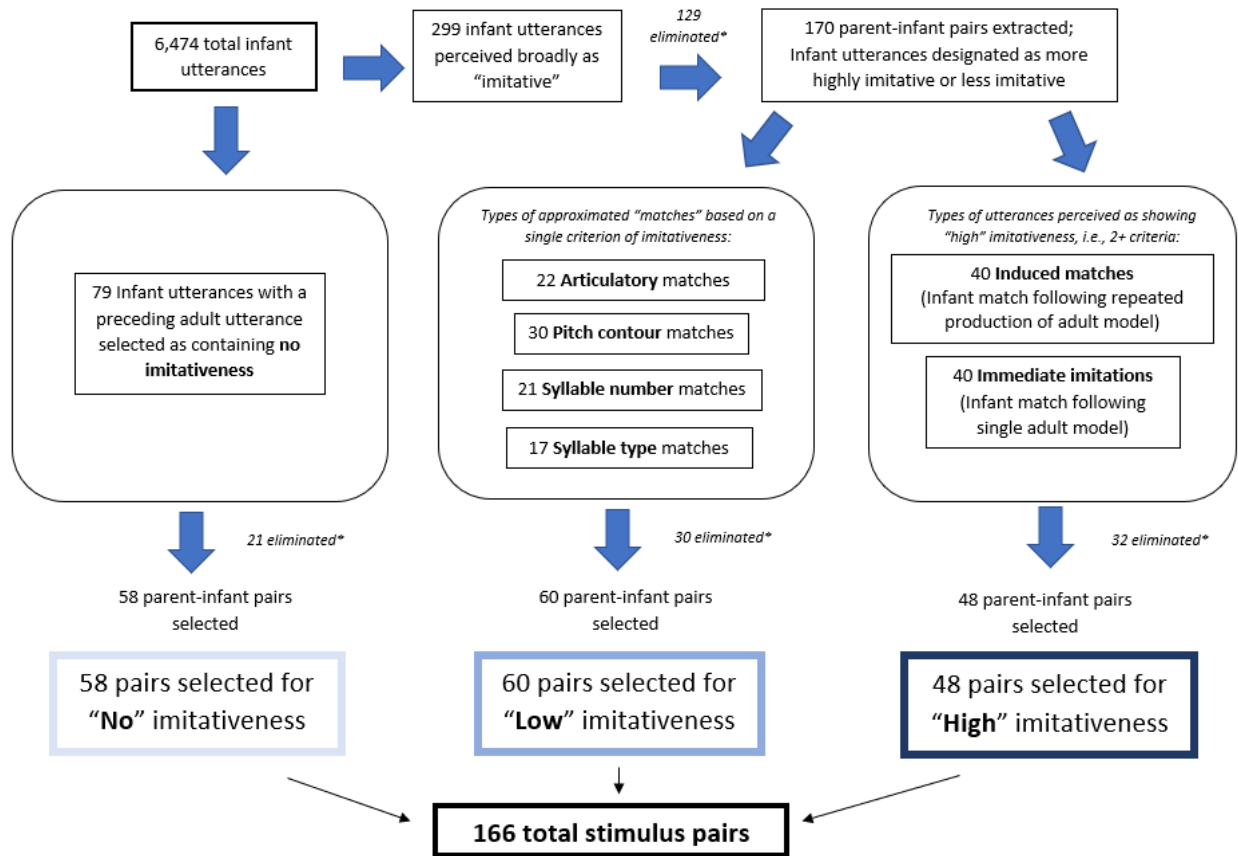 6,474 total infant
utterances
299 infant utterances
perceived broadly as
“imitative”
129
eliminated*
170 parent-infant pairs extracted;
Infant utterances designated as more
highly imitative or less imitative
79 Infant utterances with a
preceding adult utterance
selected as containing no
imitativeness
Types of approximated “matches” based on a
single criterion of imitativeness:
22 Articulatory matches
30 Pitch contour matches
21 Syllable number matches
17 Syllable type matches
Types of utterances perceived as showing
“high” imitativeness, i.e., 2+ criteria:
40 Induced matches
(Infant match following repeated
production of adult model)
40 Immediate imitations
(Infant match following
single adult model)
21 eliminated*
30 eliminated*
32 eliminated*
58 parent-infant pairs
selected
60 parent-infant pairs
selected
48 parent-infant pairs
selected
58 pairs selected for
“No” imitativeness
60 pairs selected for
“Low” imitativeness
48 pairs selected for
“High” imitativeness
166 total stimulus pairs